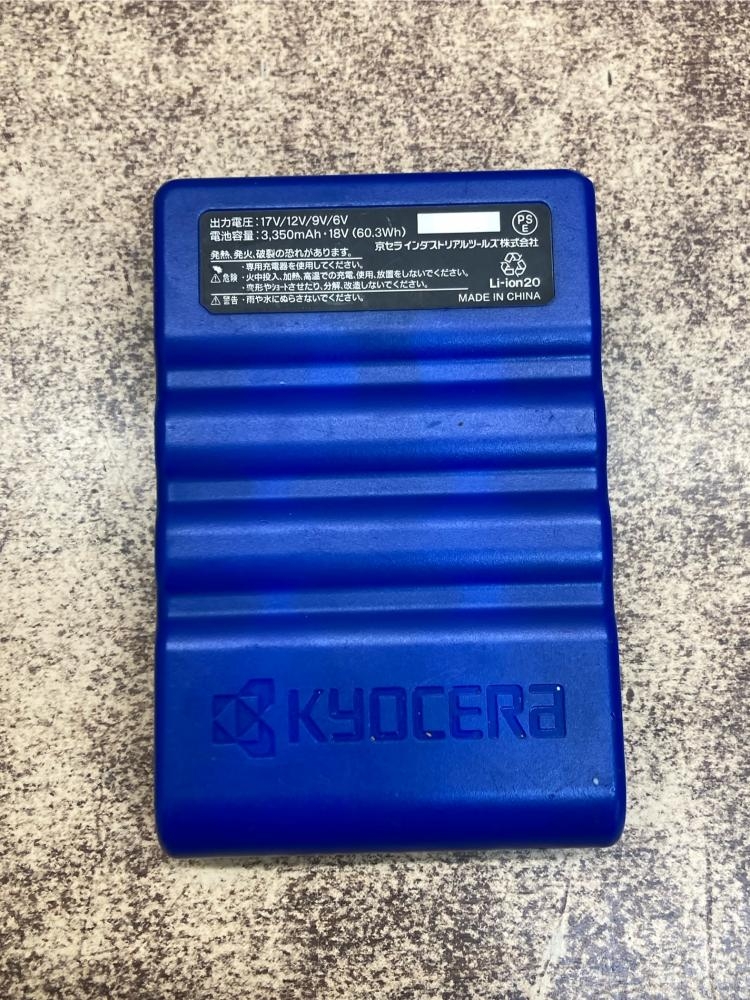 出力電圧:17V/12V/9V/6V
電池容量:3,350mAh・18V (60.3Wh)
PS
E
京セラインダストリアルツールズ株式会社
発熱、発火、破裂の恐れがあります。
危険
・専用充電器を使用してください。
・火中投入、加熱、高温での充電、使用、放置をしないでください。
・変形やショートさせたり、分解、改造しないでください。
警告 ・雨や水にぬらさないでください。
Li-ion20
MADE IN CHINA
KYOCERA